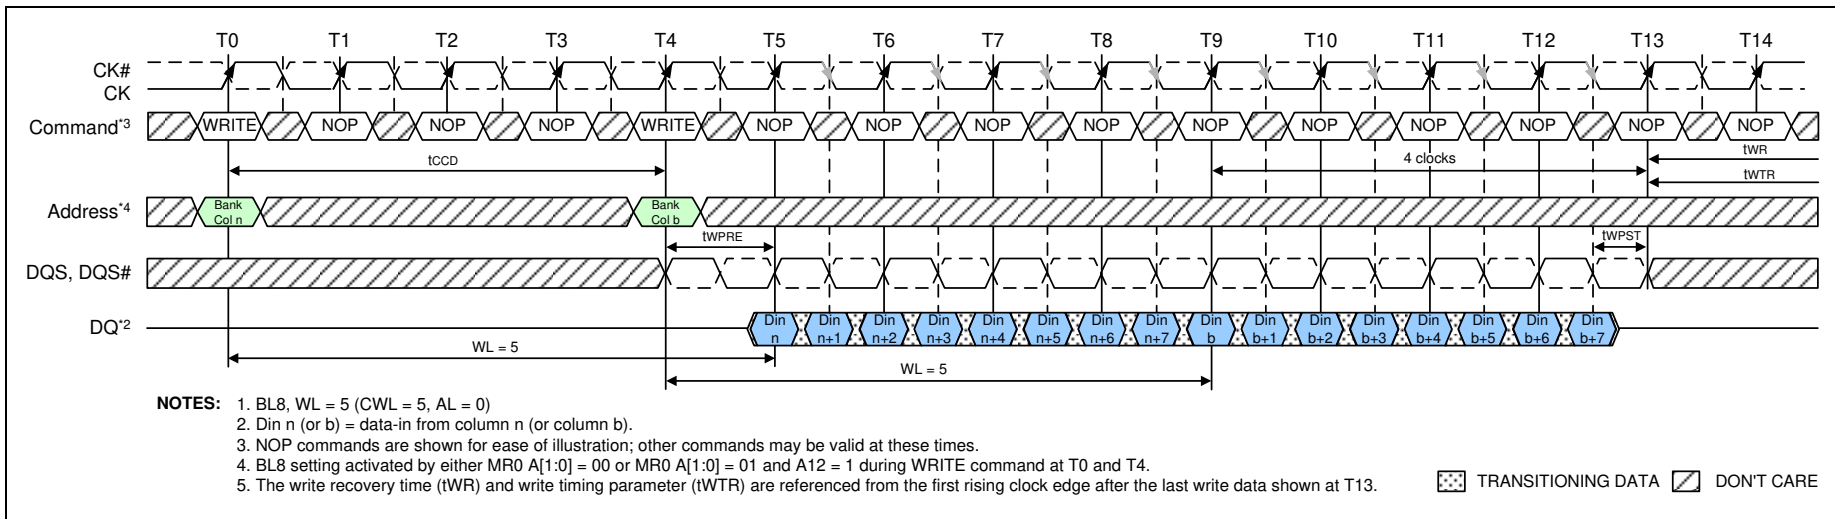 T0 T1 T2 T3 T4 T5 T6 T7 T8 T9 T10 T11 T12 T13 T14
CK#
CK
Command*3 WRITE NOP NOP NOP WRITE NOP NOP NOP NOP NOP NOP NOP NOP NOP NOP
tCCD 4 clocks tWR
tWTR
Address*4 Bank Col n Bank Col b
tWPRE tWPST
DQS, DQS#
DQ*2 Din n Din n+1 Din n+2 Din n+3 Din n+4 Din n+5 Din n+6 Din n+7 Din b Din b+1 Din b+2 Din b+3 Din b+4 Din b+5 Din b+6 Din b+7
WL = 5
WL = 5
NOTES: 1. BL8, WL = 5 (CWL = 5, AL = 0)
2. Din n (or b) = data-in from column n (or column b).
3. NOP commands are shown for ease of illustration; other commands may be valid at these times.
4. BL8 setting activated by either MR0 A[1:0] = 00 or MR0 A[1:0] = 01 and A12 = 1 during WRITE command at T0 and T4.
5. The write recovery time (tWR) and write timing parameter (tWTR) are referenced from the first rising clock edge after the last write data shown at T13.
TRANSITIONING DATA DON'T CARE